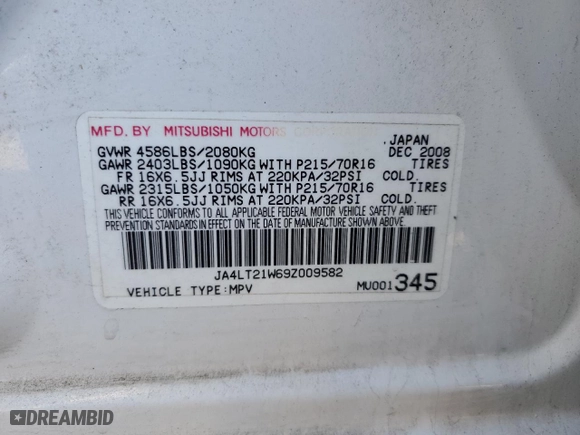 MFD. BY MITSUBISHI MOTORS CORPORATION, JAPAN
GVWR 4586LBS/2080KG DEC 2008
GAWR 2403LBS/1090KG WITH P215/70R16 TIRES
FR 16X6.5JJ RIMS AT 220KPA/32PSI COLD.
GAWR 2315LBS/1050KG WITH P215/70R16 TIRES
RR 16X6.5JJ RIMS AT 220KPA/32PSI COLD.
THIS VEHICLE CONFORMS TO ALL APPLICABLE FEDERAL MOTOR VEHICLE SAFETY AND THEFT
PREVENTION STANDARDS IN EFFECT ON THE DATE OF MANUFACTURE SHOWN ABOVE.
JA4LT21W69Z009582
VEHICLE TYPE:MPV MU001345
DREAMBID